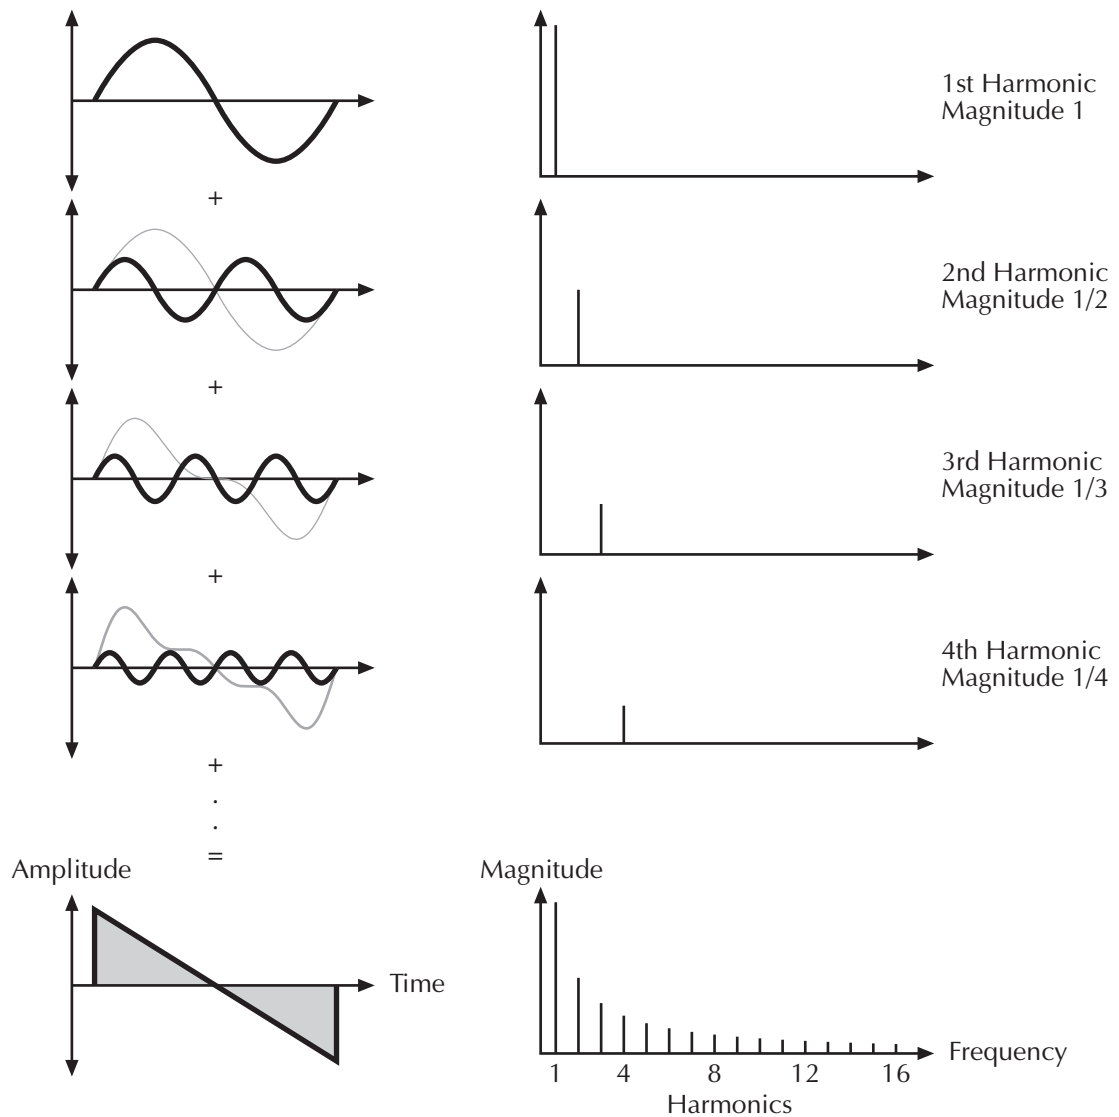 1st Harmonic
Magnitude 1
+
2nd Harmonic
Magnitude 1/2
+
3rd Harmonic
Magnitude 1/3
+
4th Harmonic
Magnitude 1/4
+
.
.
=
Amplitude
Time
Magnitude
Frequency
1 4 8 12 16
Harmonics